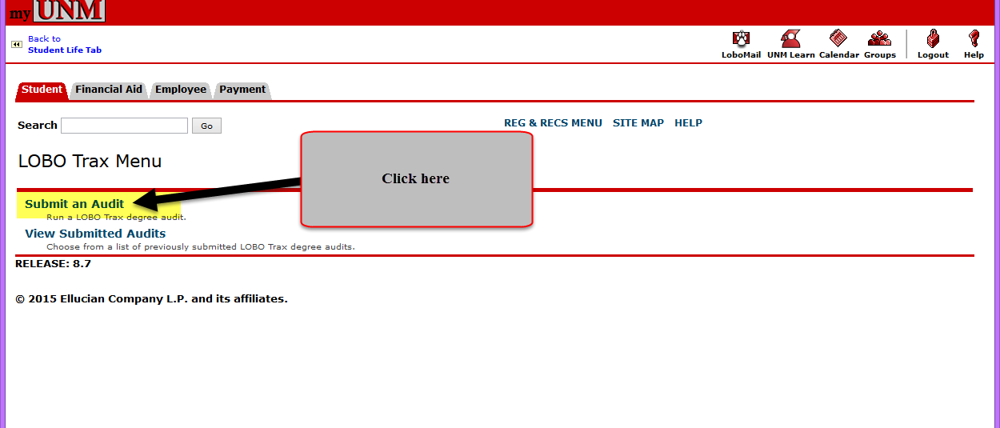 my UNM
Back to
Student Life Tab
LoboMail UNM Learn Calendar Groups Logout Help
Student Financial Aid Employee Payment
Search Go REG & RECS MENU SITE MAP HELP
LOBO Trax Menu
Click here
Submit an Audit
Run a LOBO Trax degree audit.
View Submitted Audits
Choose from a list of previously submitted LOBO Trax degree audits.
RELEASE: 8.7
© 2015 Ellucian Company L.P. and its affiliates.